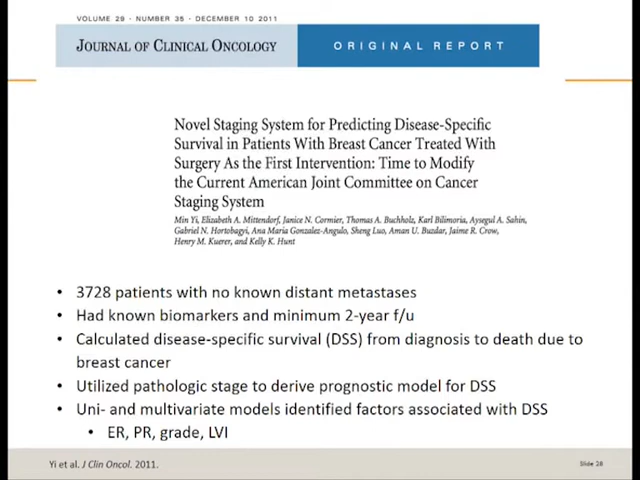 VOLUME 29 · NUMBER 35 · DECEMBER 10 2011
JOURNAL OF CLINICAL ONCOLOGY
ORIGINAL REPORT
Novel Staging System for Predicting Disease-Specific
Survival in Patients With Breast Cancer Treated With
Surgery As the First Intervention: Time to Modify
the Current American Joint Committee on Cancer
Staging System
Min Yi, Elizabeth A. Mittendorf, Janice N. Cormier, Thomas A. Buchholz, Karl Bilimoria, Aysegul A. Sahin,
Gabriel N. Hortobagyi, Ana Maria Gonzalez-Angulo, Sheng Luo, Aman U. Buzdar, Jaime R. Crow,
Henry M. Kuerer, and Kelly K. Hunt
• 3728 patients with no known distant metastases
• Had known biomarkers and minimum 2-year f/u
• Calculated disease-specific survival (DSS) from diagnosis to death due to
breast cancer
• Utilized pathologic stage to derive prognostic model for DSS
• Uni- and multivariate models identified factors associated with DSS
• ER, PR, grade, LVI
Yi et al. J Clin Oncol. 2011.
Slide 28